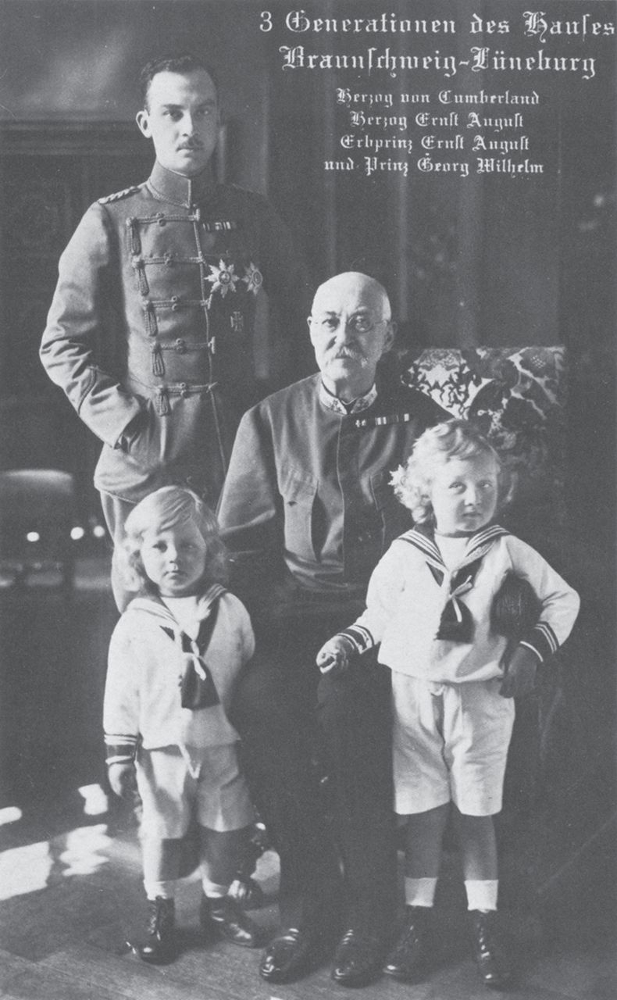 3 Generationen des Hauses
Braunschweig-Lüneburg
Herzog von Cumberland
Herzog Ernst August
Erbprinz Ernst August
und Prinz Georg Wilhelm